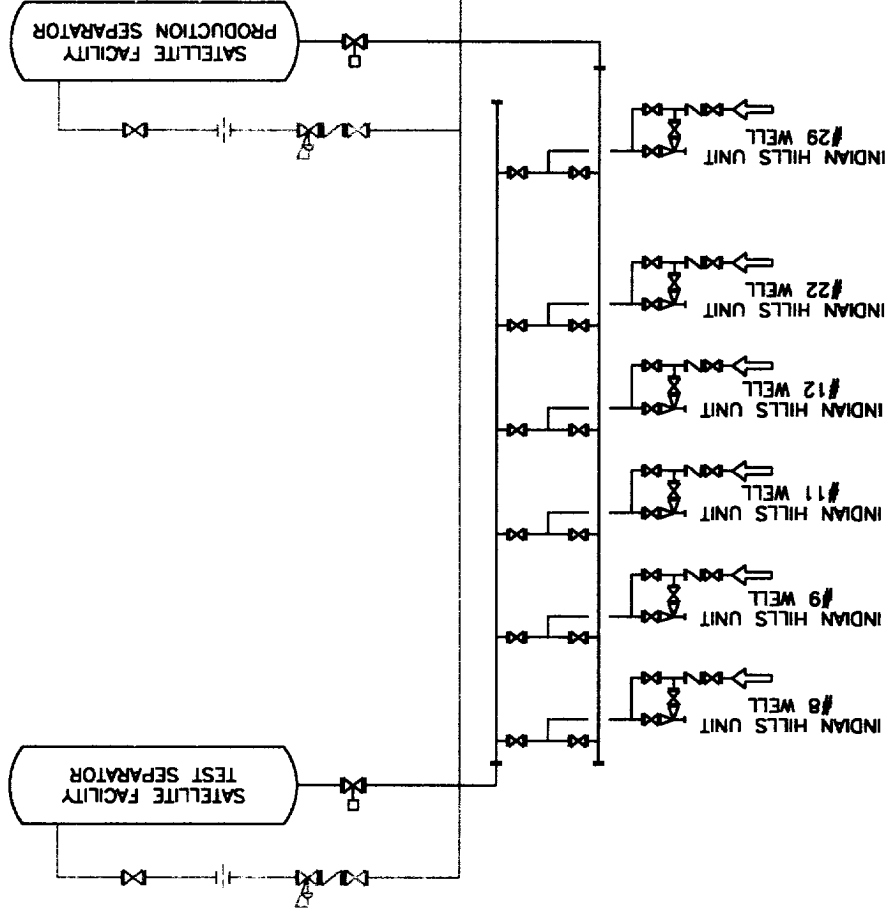 SATELLITE FACILITY
TEST SEPARATOR
INDIAN HILLS UNIT
#8 WELL
INDIAN HILLS UNIT
#9 WELL
INDIAN HILLS UNIT
#11 WELL
INDIAN HILLS UNIT
#12 WELL
INDIAN HILLS UNIT
#22 WELL
INDIAN HILLS UNIT
#29 WELL
SATELLITE FACILITY
PRODUCTION SEPARATOR